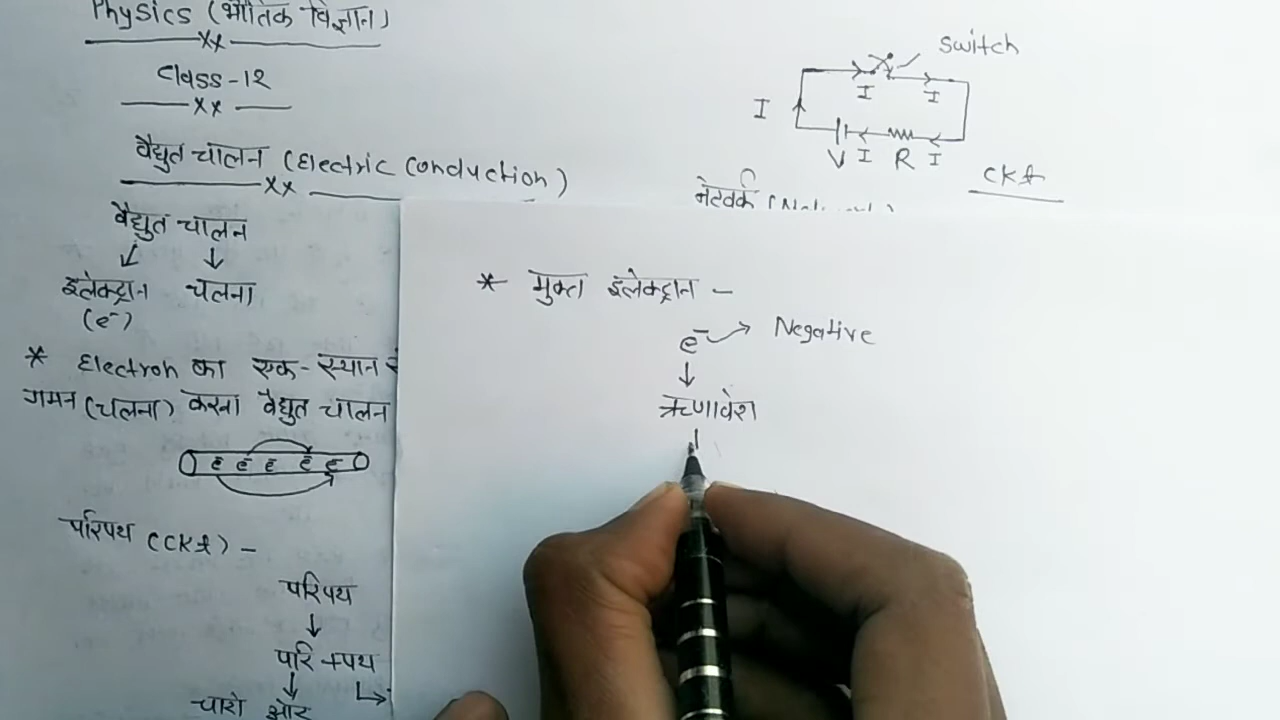 Physics (भौतिक विज्ञान)
Class-12
वैद्युत चालन (Electric Conduction)
वैद्युत चालन
इलेक्ट्रान चलना
(e⁻)
* Electron का एक-स्थान
गमन (चलना) करना वैद्युत चालन
e⁻ e⁻ e⁻ e⁻ e⁻
परिपथ (CKt) -
परिपथ
परि + पथ
चारो ओर
Switch
I I I
V I R I
CKt
नेटवर्क
* मुक्त इलेक्ट्रान -
e⁻ Negative
ऋणावेश